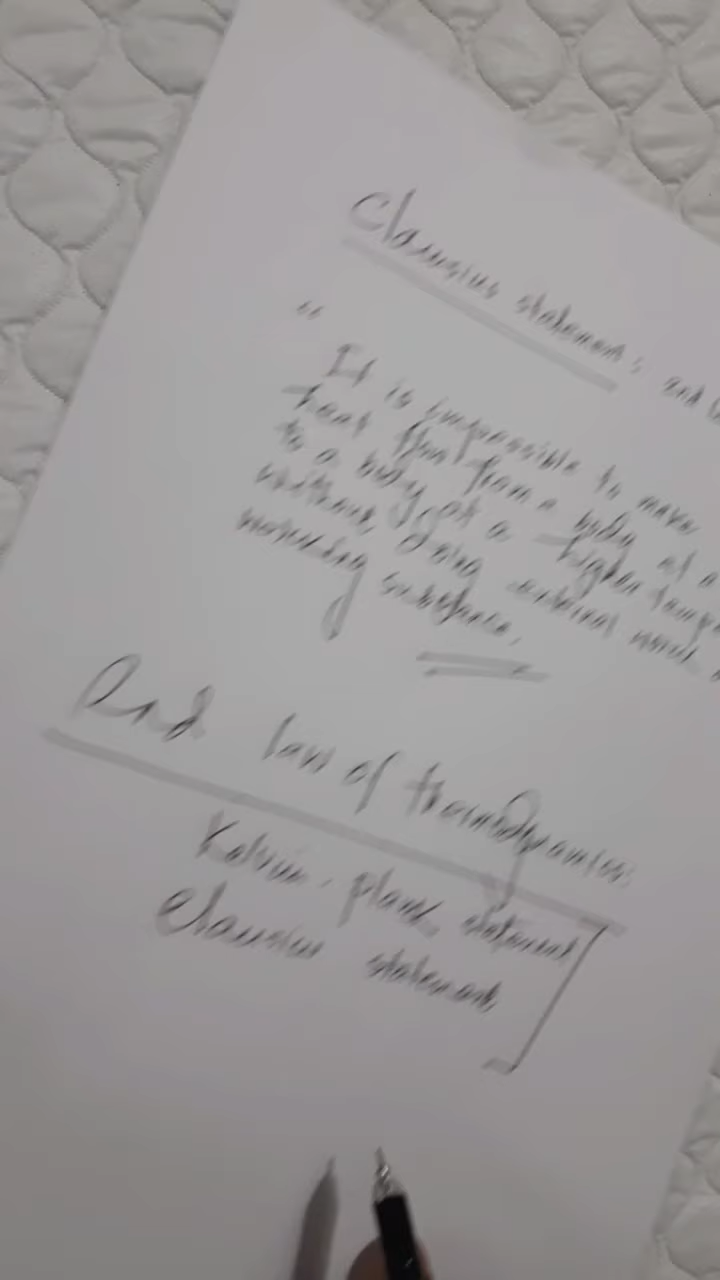 Clausius statement: and
"
It is impossible to make
heat flow from a body at a
to a body at a higher
without doing external work
working substance.
2nd law of thermodynamics:
Kelvin-plank statement
Clausius statement